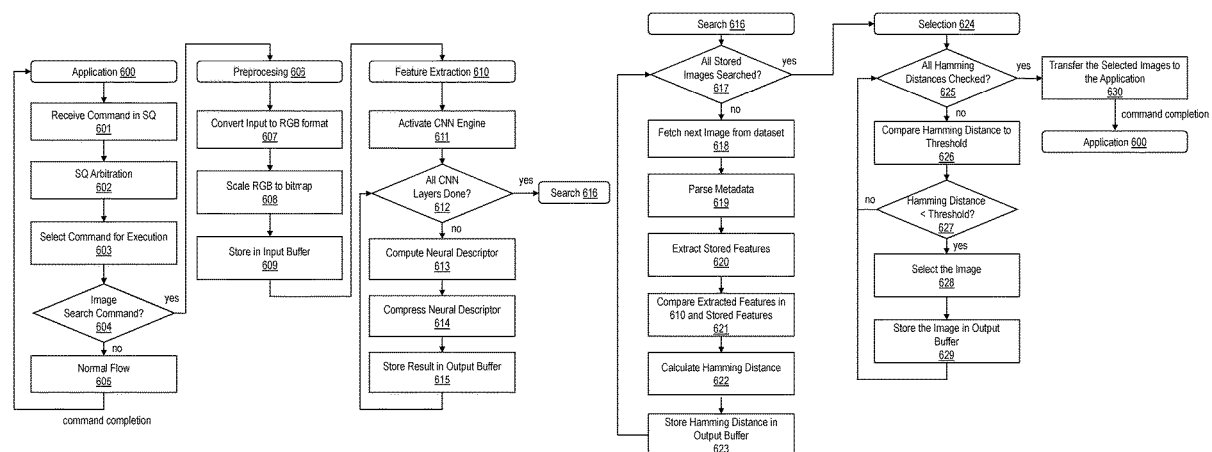 Application 600
Receive Command in SQ
601
SQ Arbitration
602
Select Command for Execution
603
Image
Search Command?
604
yes
no
Normal Flow
605
command completion
Preprocesing 606
Convert Input to RGB format
607
Scale RGB to bitmap
608
Store in Input Buffer
609
Feature Extraction 610
Activate CNN Engine
611
All CNN
Layers Done?
612
yes
Search 616
no
Compute Neural Descriptor
613
Compress Neural Descriptor
614
Store Result in Output Buffer
615
Search 616
All Stored
Images Searched?
617
yes
no
Fetch next Image from dataset
618
Parse Metadata
619
Extract Stored Features
620
Compare Extracted Features in
610 and Stored Features
621
Calculate Hamming Distance
622
Store Hamming Distance in
Output Buffer
623
Selection 624
All Hamming
Distances Checked?
625
yes
no
Compare Hamming Distance to
Threshold
626
no
Hamming Distance
< Threshold?
627
yes
Select the Image
628
Store the Image in Output
Buffer
629
Transfer the Selected Images to
the Application
630
command completion
Application 600